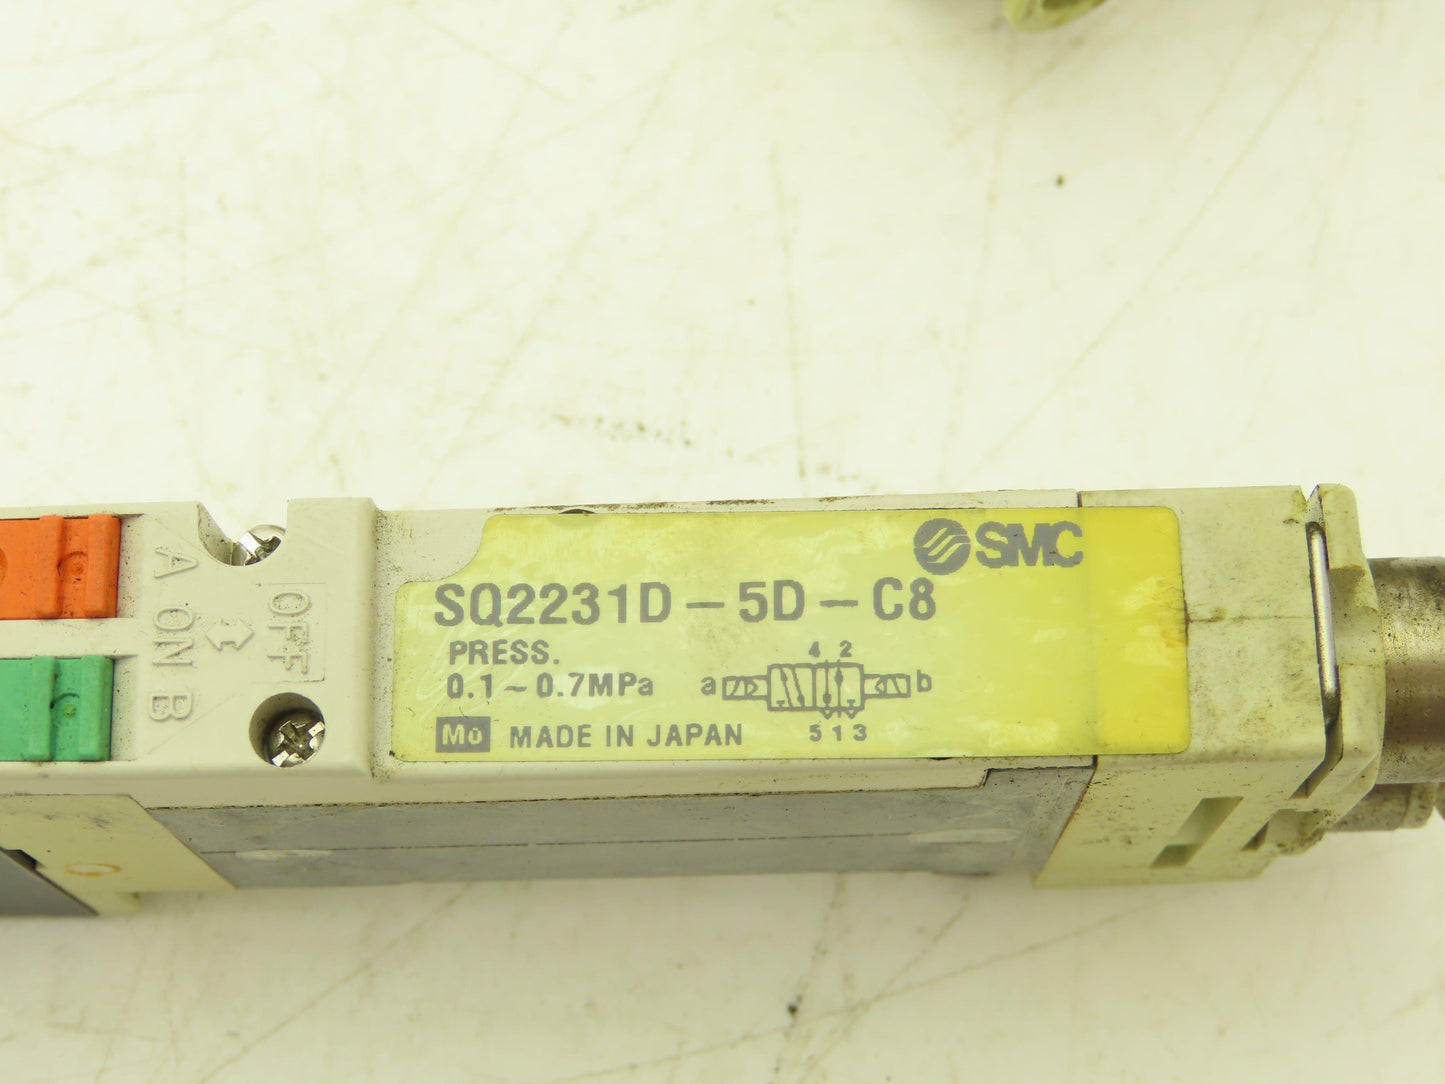 SMC
SQ2231D-5D-C8
PRESS.
0.1~0.7MPa
4 2
a b
5 1 3
Mo MADE IN JAPAN
A ON B
OFF